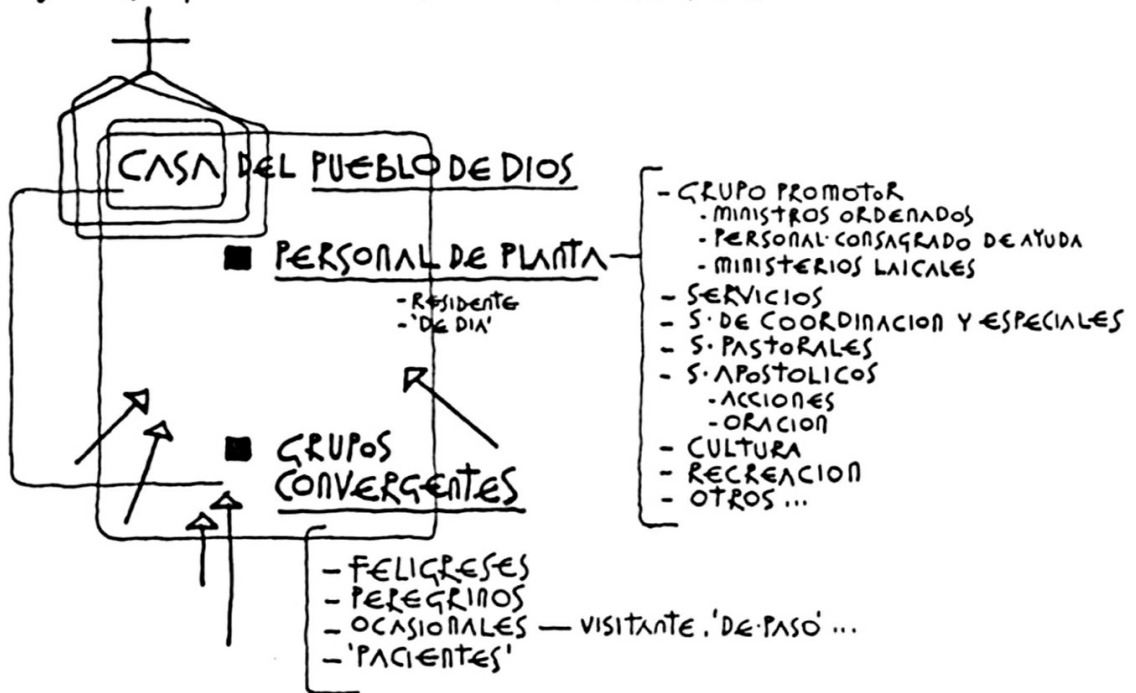 CASA DEL PUEBLO DE DIOS
■ PERSONAL DE PLANTA
- RESIDENTE
- 'DE DIA'
- GRUPO PROMOTOR
- MINISTROS ORDENADOS
- PERSONAL CONSAGRADO DE AYUDA
- MINISTERIOS LAICALES
- SERVICIOS
- S. DE COORDINACION Y ESPECIALES
- S. PASTORALES
- S. APOSTOLICOS
- ACCIONES
- ORACION
- CULTURA
- RECREACION
- OTROS ...
■ GRUPOS
CONVERGENTES
- FELIGRESES
- PEREGRINOS
- OCASIONALES — VISITANTE, 'DE PASO' ...
- 'PACIENTES'